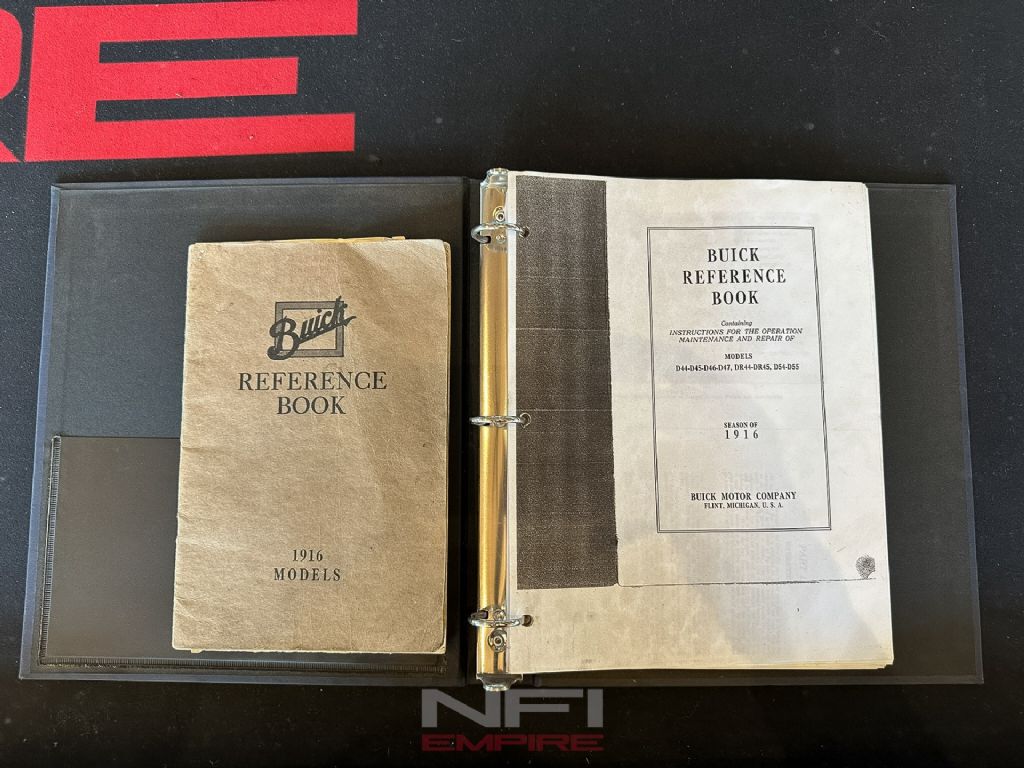 RE
Buick
REFERENCE
BOOK
1916
MODELS
BUICK
REFERENCE
BOOK
Containing
INSTRUCTIONS FOR THE OPERATION
MAINTENANCE AND REPAIR OF
MODELS
D44-D45-D46-D47, DR44-DR45, D54-D55
SEASON OF
1916
BUICK MOTOR COMPANY
FLINT, MICHIGAN, U. S. A.
NFI
EMPIRE